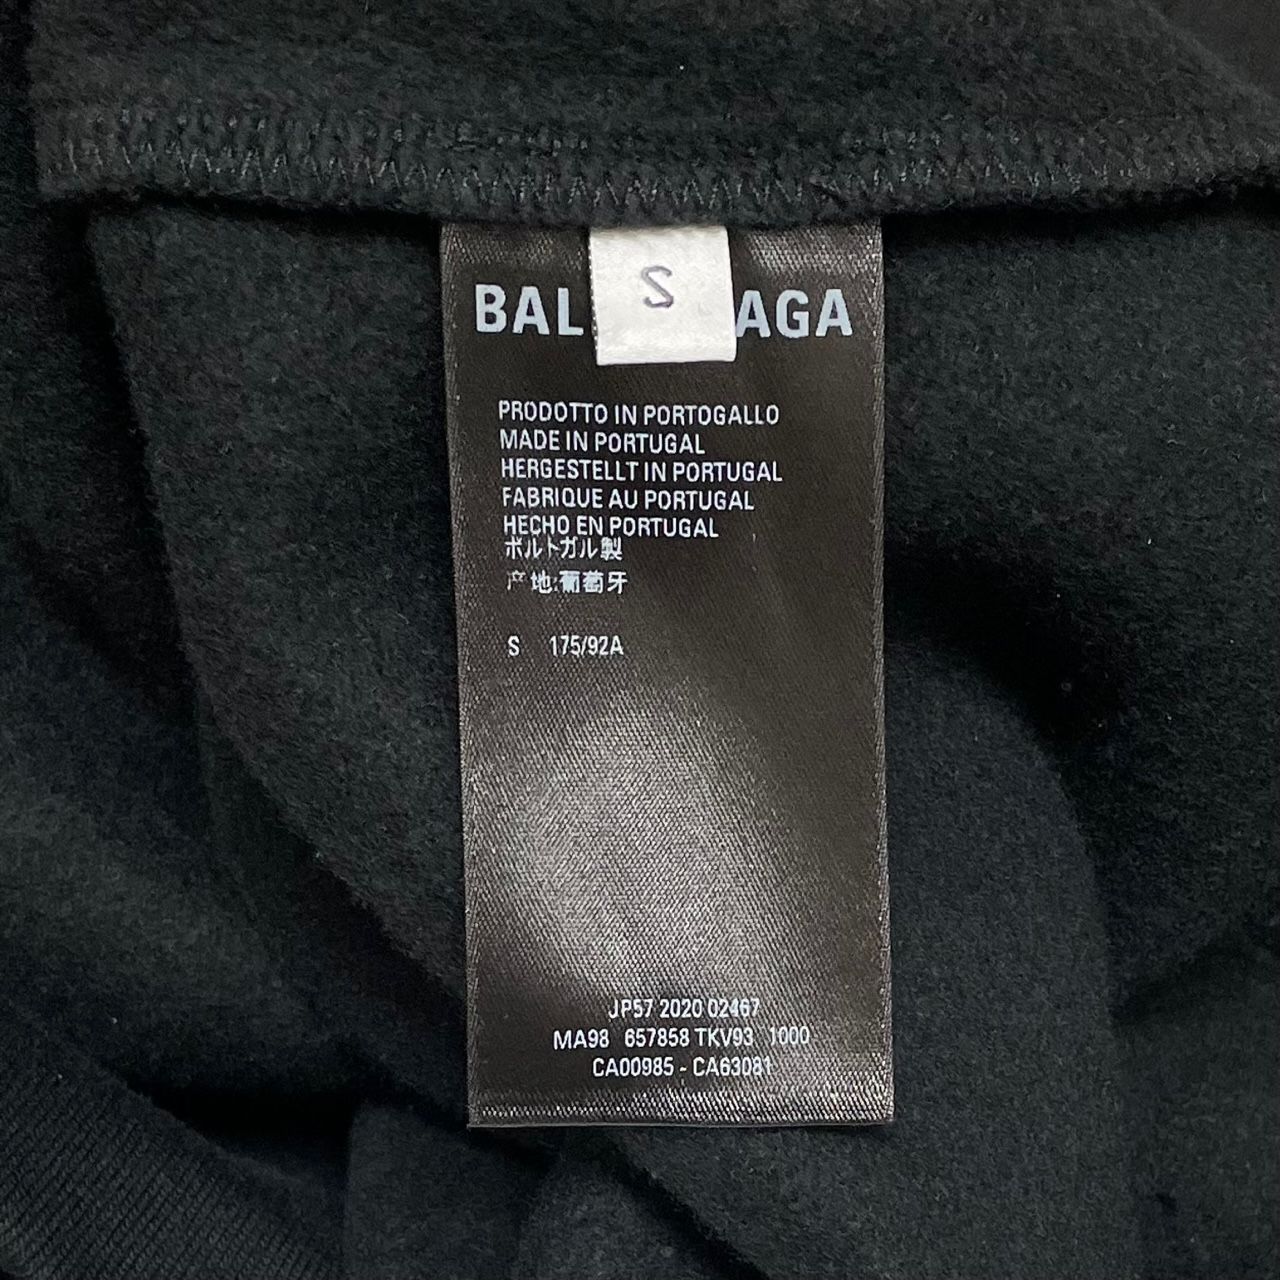 S
BAL AGA
PRODOTTO IN PORTOGALLO
MADE IN PORTUGAL
HERGESTELLT IN PORTUGAL
FABRIQUE AU PORTUGAL
HECHO EN PORTUGAL
ポルトガル製
产地:葡萄牙
S 175/92A
JP57 2020 02467
MA98 657858 TKV93 1000
CA00985 - CA63081